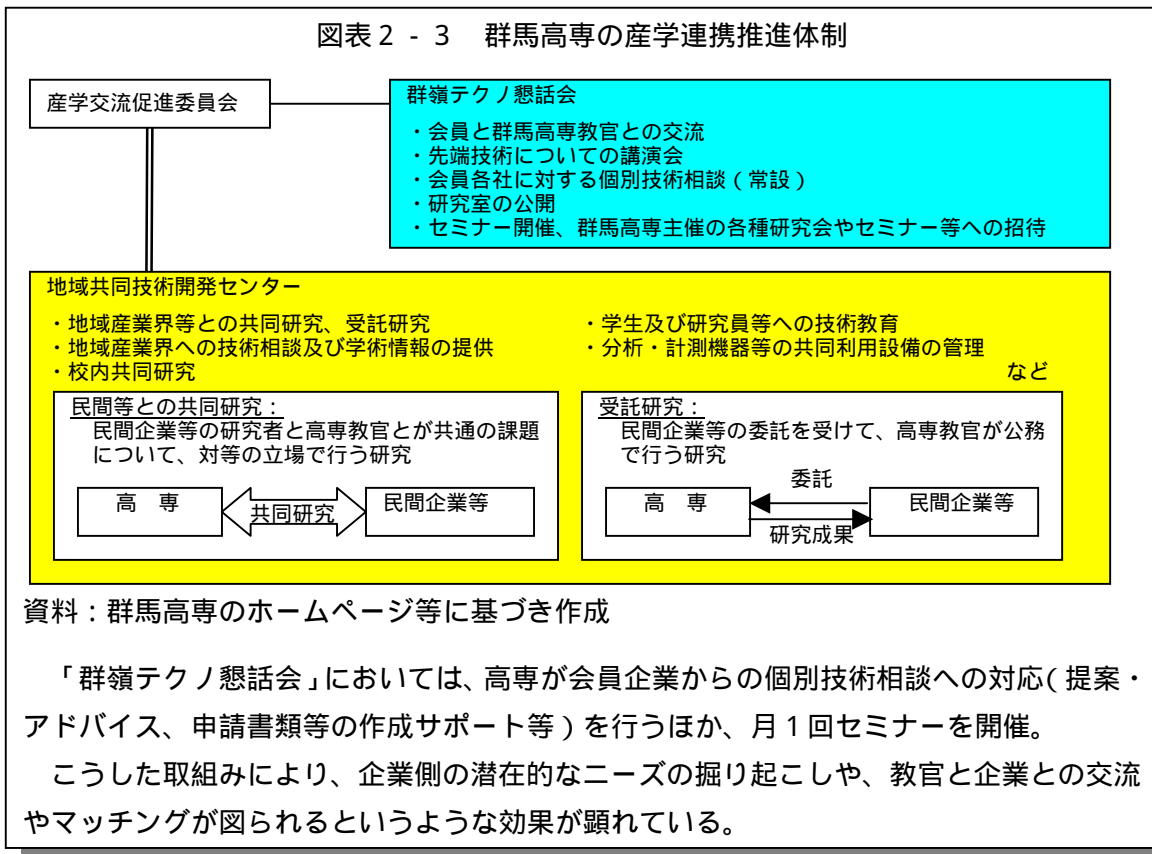 図表2-3 群馬高専の産学連携推進体制
産学交流促進委員会
群嶺テクノ懇話会
・会員と群馬高専教官との交流
・先端技術についての講演会
・会員各社に対する個別技術相談(常設)
・研究室の公開
・セミナー開催、群馬高専主催の各種研究会やセミナー等への招待
地域共同技術開発センター
・地域産業界等との共同研究、受託研究
・地域産業界への技術相談及び学術情報の提供
・校内共同研究
・学生及び研究員等への技術教育
・分析・計測機器等の共同利用設備の管理
など
民間等との共同研究:
民間企業等の研究者と高専教官とが共通の課題
について、対等の立場で行う研究
高 専
共同研究
民間企業等
受託研究:
民間企業等の委託を受けて、高専教官が公務
で行う研究
委託
高 専
民間企業等
研究成果
資料:群馬高専のホームページ等に基づき作成
「群嶺テクノ懇話会」においては、高専が会員企業からの個別技術相談への対応(提案・
アドバイス、申請書類等の作成サポート等)を行うほか、月1回セミナーを開催。
こうした取組みにより、企業側の潜在的なニーズの掘り起こしや、教官と企業との交流
やマッチングが図られるというような効果が顕れている。